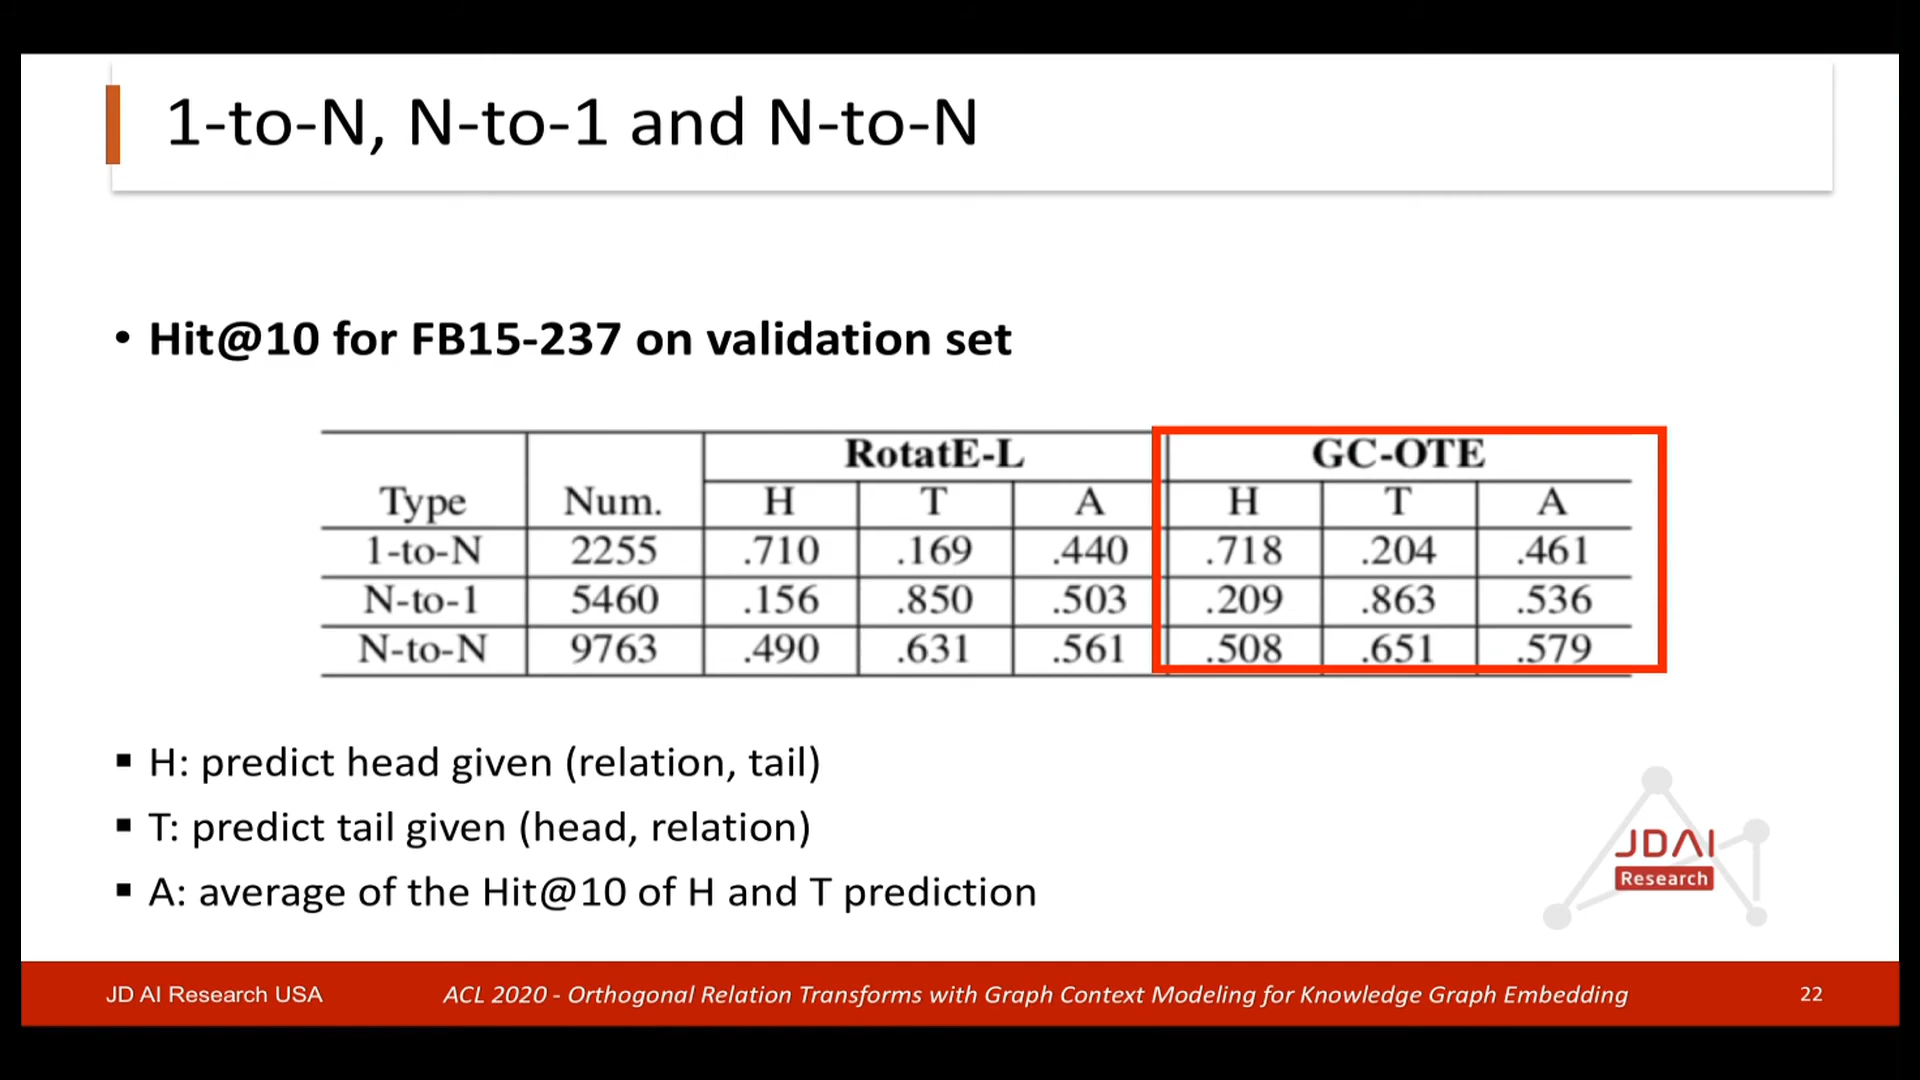 1-to-N, N-to-1 and N-to-N
• Hit@10 for FB15-237 on validation set
RotatE-L GC-OTE
Type Num. H T A H T A
1-to-N 2255 .710 .169 .440 .718 .204 .461
N-to-1 5460 .156 .850 .503 .209 .863 .536
N-to-N 9763 .490 .631 .561 .508 .651 .579
▪ H: predict head given (relation, tail)
▪ T: predict tail given (head, relation)
▪ A: average of the Hit@10 of H and T prediction
JDAI
Research
JD AI Research USA ACL 2020 - Orthogonal Relation Transforms with Graph Context Modeling for Knowledge Graph Embedding 22